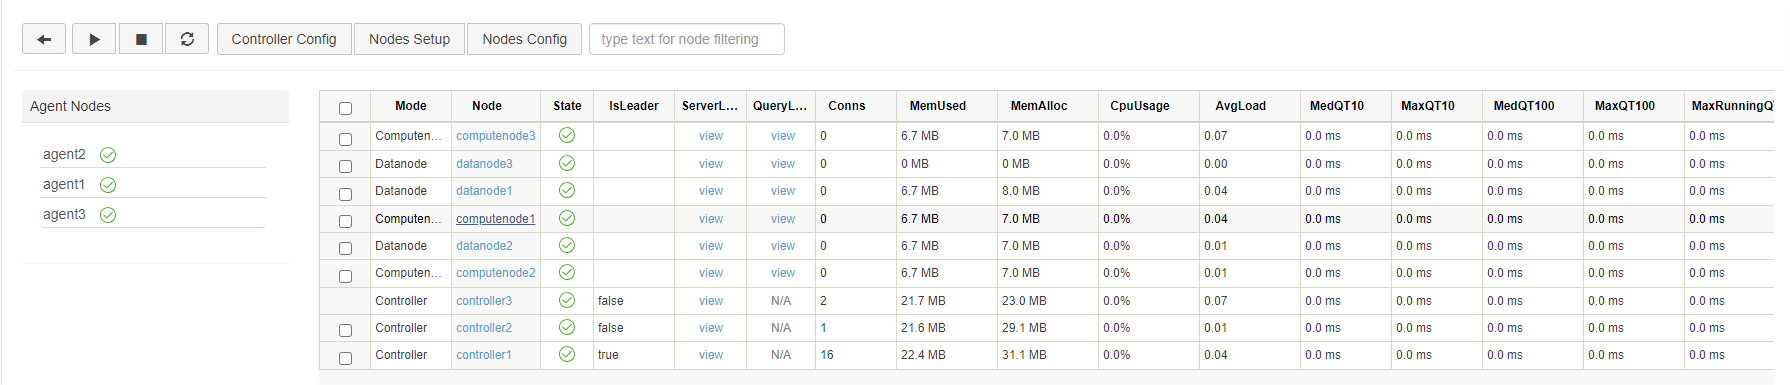 Controller Config Nodes Setup Nodes Config type text for node filtering
Agent Nodes
agent2
agent1
agent3
Mode Node State IsLeader ServerL... QueryL... Conns MemUsed MemAlloc CpuUsage AvgLoad MedQT10 MaxQT10 MedQT100 MaxQT100 MaxRunningQ
Computen... computenode3 view view 0 6.7 MB 7.0 MB 0.0% 0.07 0.0 ms 0.0 ms 0.0 ms 0.0 ms 0.0 ms
Datanode datanode3 view view 0 0 MB 0 MB 0.0% 0.00 0.0 ms 0.0 ms 0.0 ms 0.0 ms 0.0 ms
Datanode datanode1 view view 0 6.7 MB 8.0 MB 0.0% 0.04 0.0 ms 0.0 ms 0.0 ms 0.0 ms 0.0 ms
Computen... computenode1 view view 0 6.7 MB 7.0 MB 0.0% 0.04 0.0 ms 0.0 ms 0.0 ms 0.0 ms 0.0 ms
Datanode datanode2 view view 0 6.7 MB 7.0 MB 0.0% 0.01 0.0 ms 0.0 ms 0.0 ms 0.0 ms 0.0 ms
Computen... computenode2 view view 0 6.7 MB 7.0 MB 0.0% 0.01 0.0 ms 0.0 ms 0.0 ms 0.0 ms 0.0 ms
Controller controller3 false view N/A 2 21.7 MB 23.0 MB 0.0% 0.07 0.0 ms 0.0 ms 0.0 ms 0.0 ms 0.0 ms
Controller controller2 false view N/A 1 21.6 MB 29.1 MB 0.0% 0.01 0.0 ms 0.0 ms 0.0 ms 0.0 ms 0.0 ms
Controller controller1 true view N/A 16 22.4 MB 31.1 MB 0.0% 0.04 0.0 ms 0.0 ms 0.0 ms 0.0 ms 0.0 ms